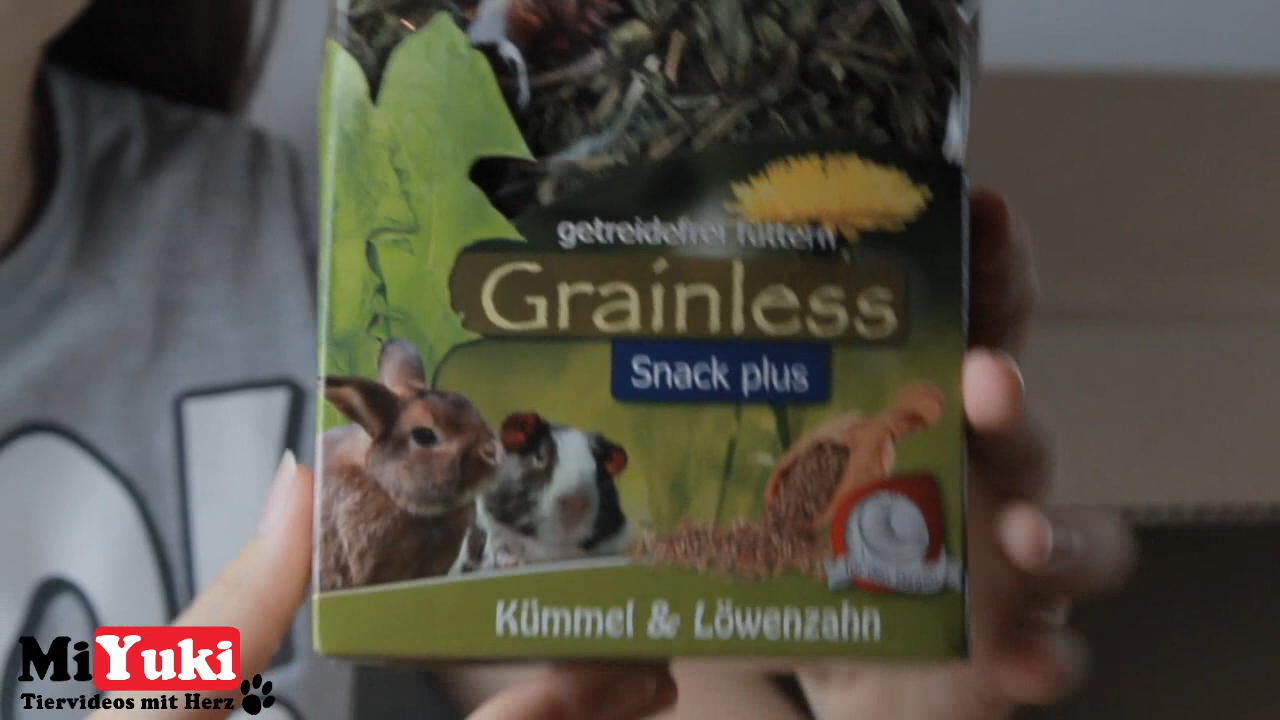 getreidefrei füttern
Grainless
Snack plus
Kümmel & Löwenzahn
MiYuki
Tiervideos mit Herz